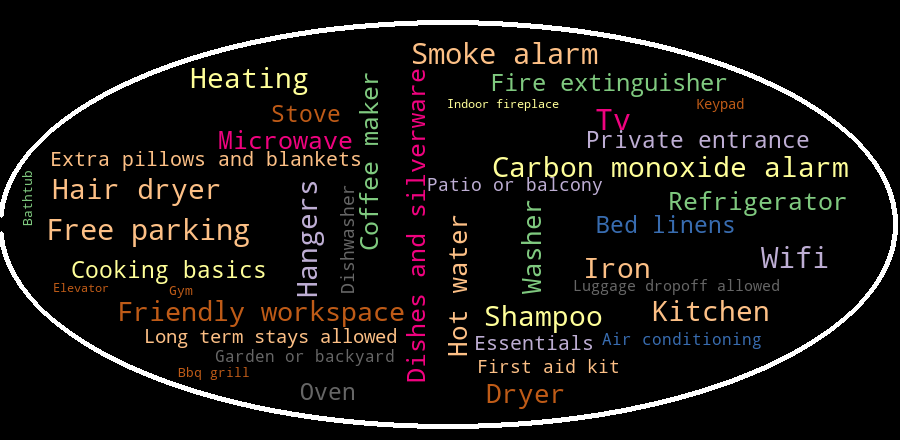 Smoke alarm
Heating
Fire extinguisher
Indoor fireplace
Keypad
Stove
Tv
Microwave
Private entrance
Coffee maker
Dishes and silverware
Extra pillows and blankets
Carbon monoxide alarm
Hair dryer
Patio or balcony
Bathtub
Hangers
Dishwasher
Refrigerator
Washer
Bed linens
Free parking
Hot water
Wifi
Cooking basics
Iron
Elevator
Gym
Luggage dropoff allowed
Friendly workspace
Shampoo
Kitchen
Long term stays allowed
Essentials
Air conditioning
Garden or backyard
First aid kit
Bbq grill
Oven
Dryer